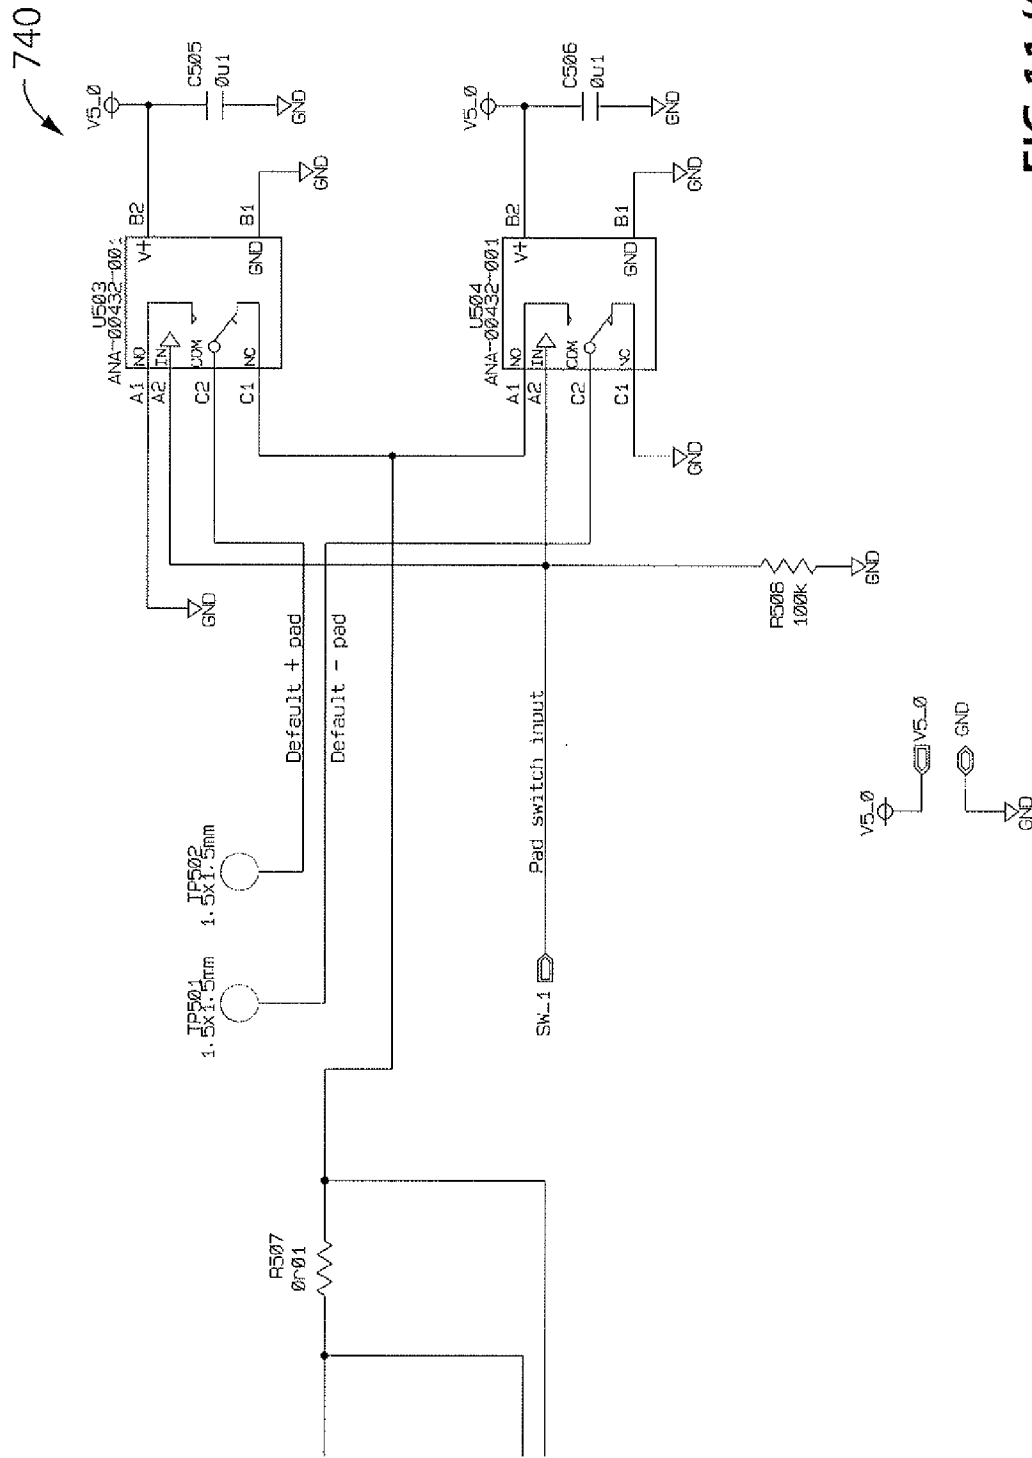 740
V5_0
C505
0u1
GND
B2
B1
GND
U503
ANA-00432-001
V+
GND
NO
IN
COM
NC
A1
A2
C2
C1
GND
V5_0
C506
0u1
GND
B2
B1
GND
U504
ANA-00432-001
V+
GND
NO
IN
COM
NC
A1
A2
C2
C1
GND
Default + pad
Default - pad
Pad switch input
R508
100k
GND
TP502
1.5x1.5mm
TP501
1.5x1.5mm
SW_1
V5_0
V5_0
GND
GND
R507
0r01